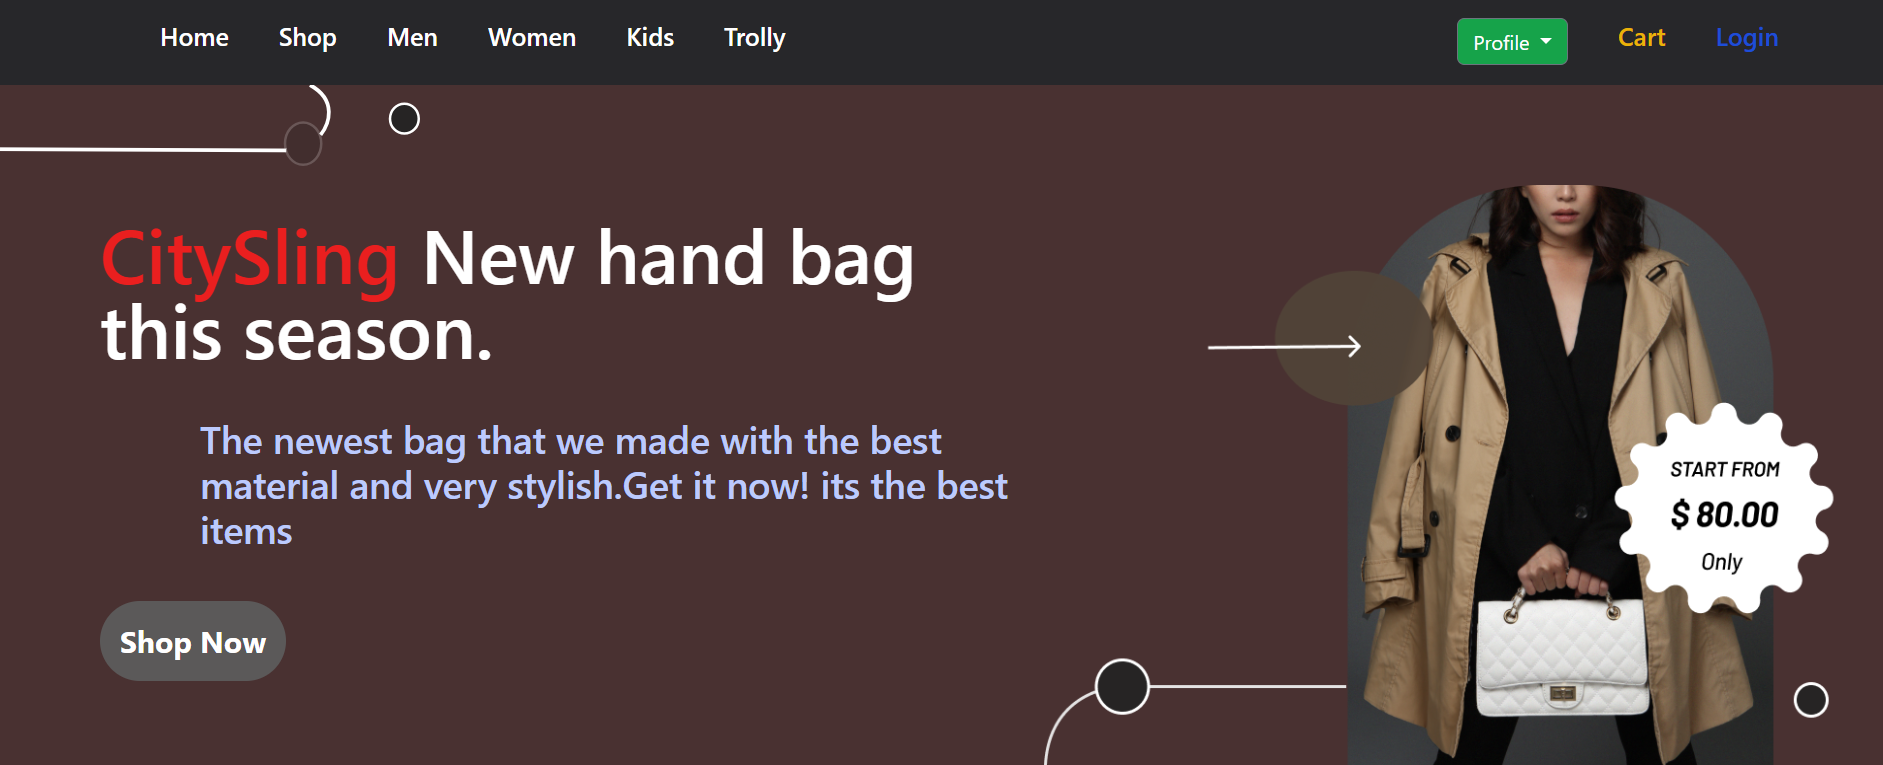 Home Shop Men Women Kids Trolly Profile Cart Login
CitySling New hand bag
this season.
The newest bag that we made with the best
material and very stylish.Get it now! its the best
items
START FROM
$ 80.00
Only
Shop Now